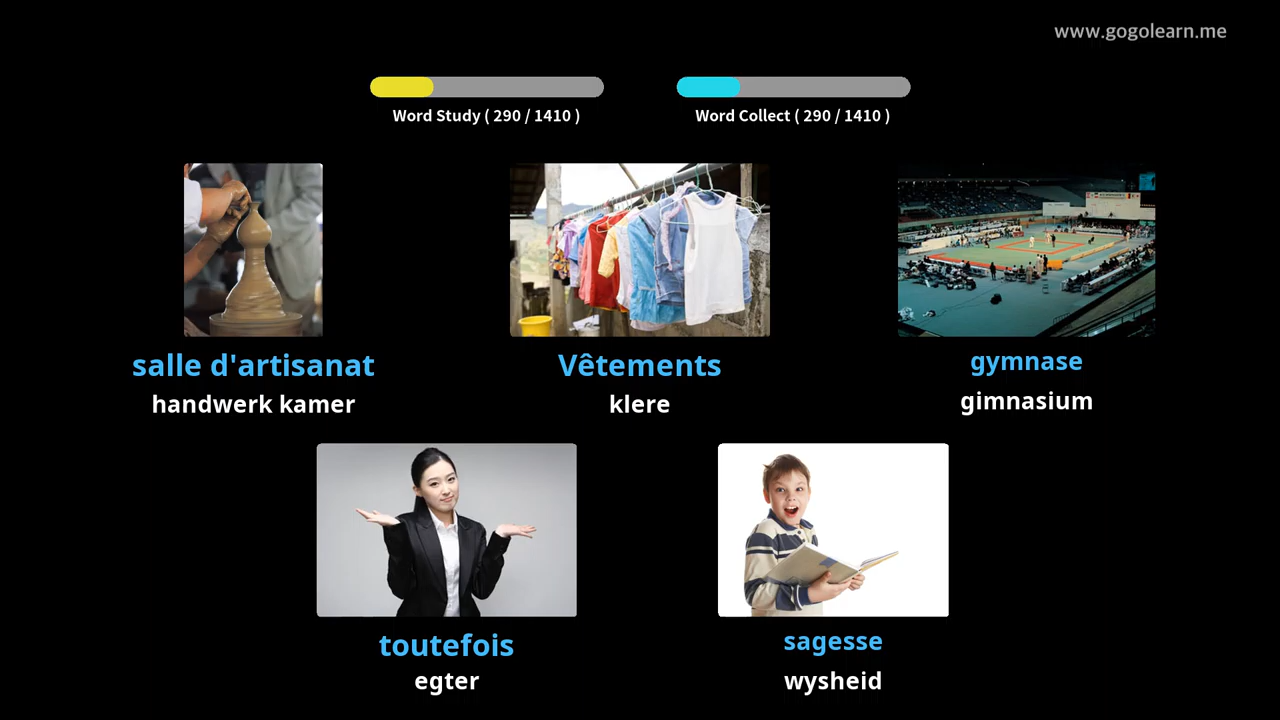 www.gogolearn.me
Word Study ( 290 / 1410 )
Word Collect ( 290 / 1410 )
salle d'artisanat
handwerk kamer
Vêtements
klere
gymnase
gimnasium
toutefois
egter
sagesse
wysheid